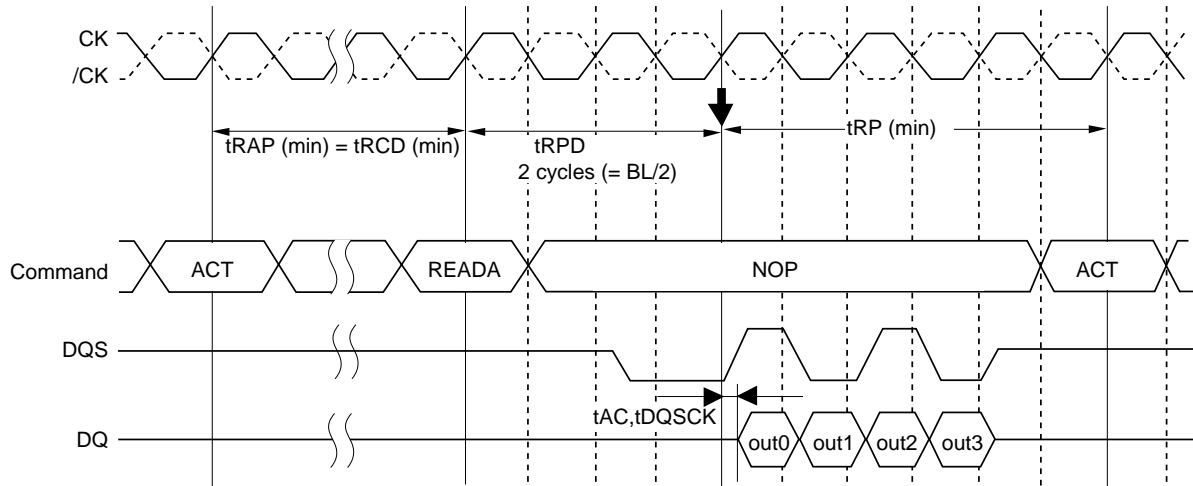 CK
/CK
tRAP (min) = tRCD (min)
tRPD
2 cycles (= BL/2)
tRP (min)
Command
ACT
READA
NOP
ACT
DQS
tAC,tDQSCK
DQ
out0
out1
out2
out3